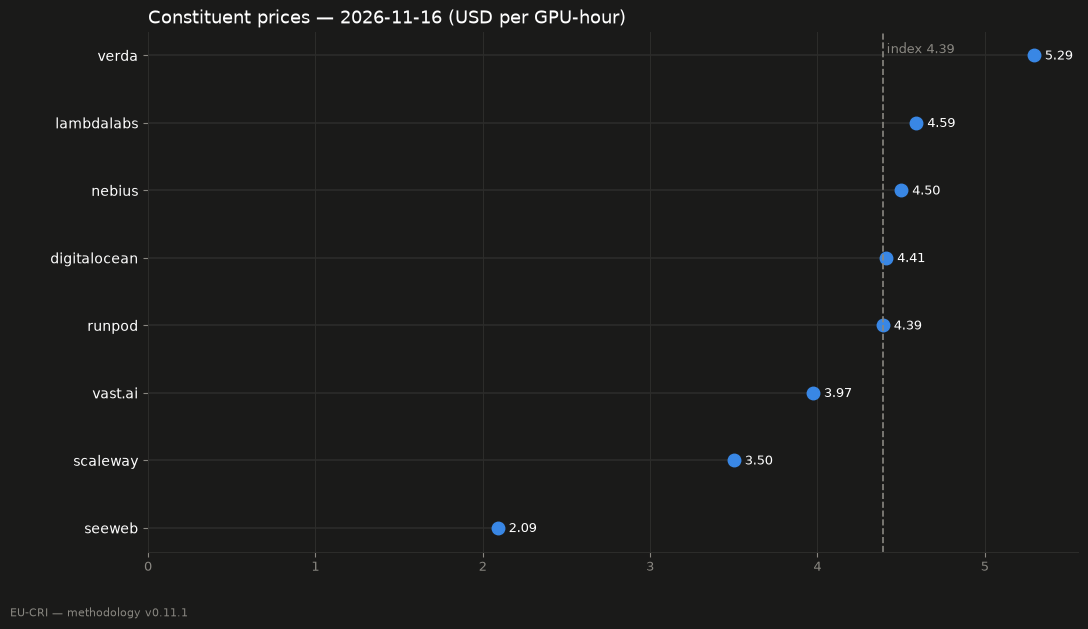 Constituent prices — 2026-11-16 (USD per GPU-hour)
index 4.39
verda 5.29
lambdalabs 4.59
nebius 4.50
digitalocean 4.41
runpod 4.39
vast.ai 3.97
scaleway 3.50
seeweb 2.09
0 1 2 3 4 5
EU-CRI — methodology v0.11.1